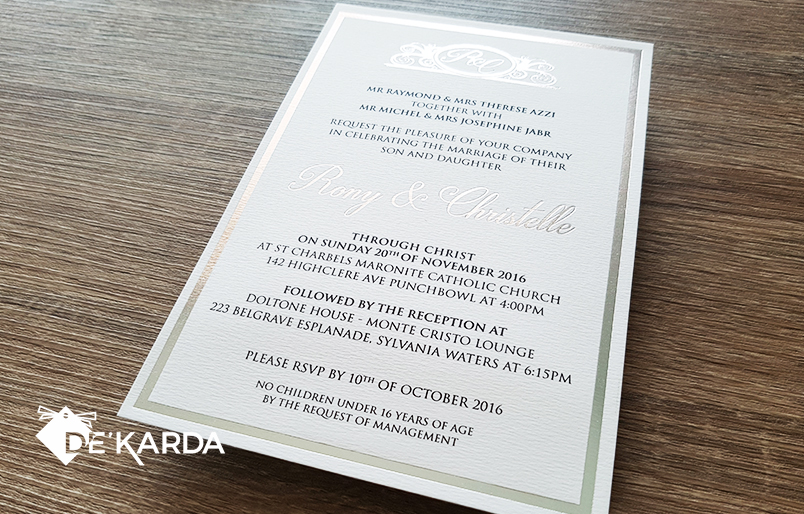 R&C
MR RAYMOND & MRS THERESE AZZI
TOGETHER WITH
MR MICHEL & MRS JOSEPHINE JABR
REQUEST THE PLEASURE OF YOUR COMPANY
IN CELEBRATING THE MARRIAGE OF THEIR
SON AND DAUGHTER
Rony & Christelle
THROUGH CHRIST
ON SUNDAY 20TH OF NOVEMBER 2016
AT ST CHARBELS MARONITE CATHOLIC CHURCH
142 HIGHCLERE AVE PUNCHBOWL AT 4:00PM
FOLLOWED BY THE RECEPTION AT
DOLTONE HOUSE - MONTE CRISTO LOUNGE
223 BELGRAVE ESPLANADE, SYLVANIA WATERS AT 6:15PM
PLEASE RSVP BY 10TH OF OCTOBER 2016
NO CHILDREN UNDER 16 YEARS OF AGE
BY THE REQUEST OF MANAGEMENT
DE'KARDA